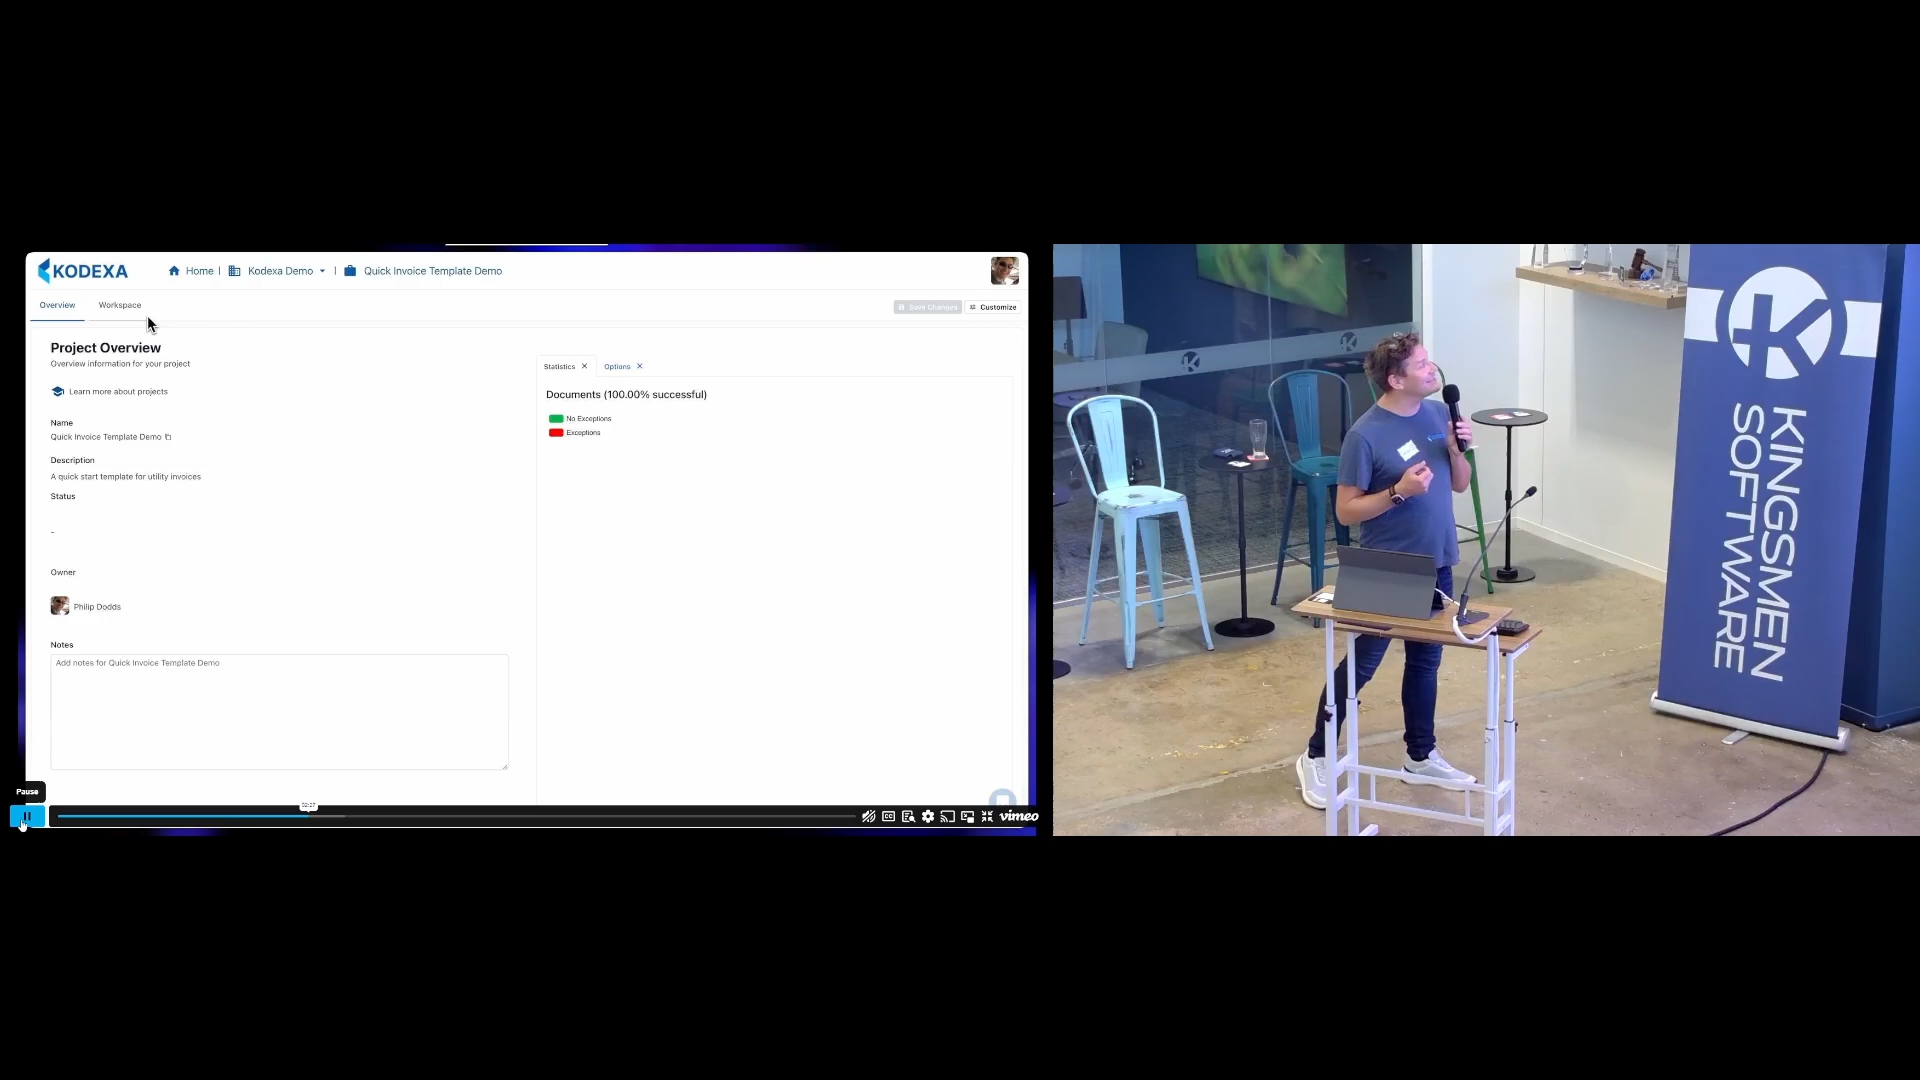 KODEXA
Home | Kodexa Demo | Quick Invoice Template Demo
Overview
Workspace
Save Changes
Customize
Project Overview
Overview information for your project
Learn more about projects
Name
Quick Invoice Template Demo
Description
A quick start template for utility invoices
Status
-
Owner
Philip Dodds
Notes
Add notes for Quick Invoice Template Demo
Statistics
Options
Documents (100.00% successful)
No Exceptions
Exceptions
Pause
02:27
CC
vimeo
K
KINGSMEN
SOFTWARE